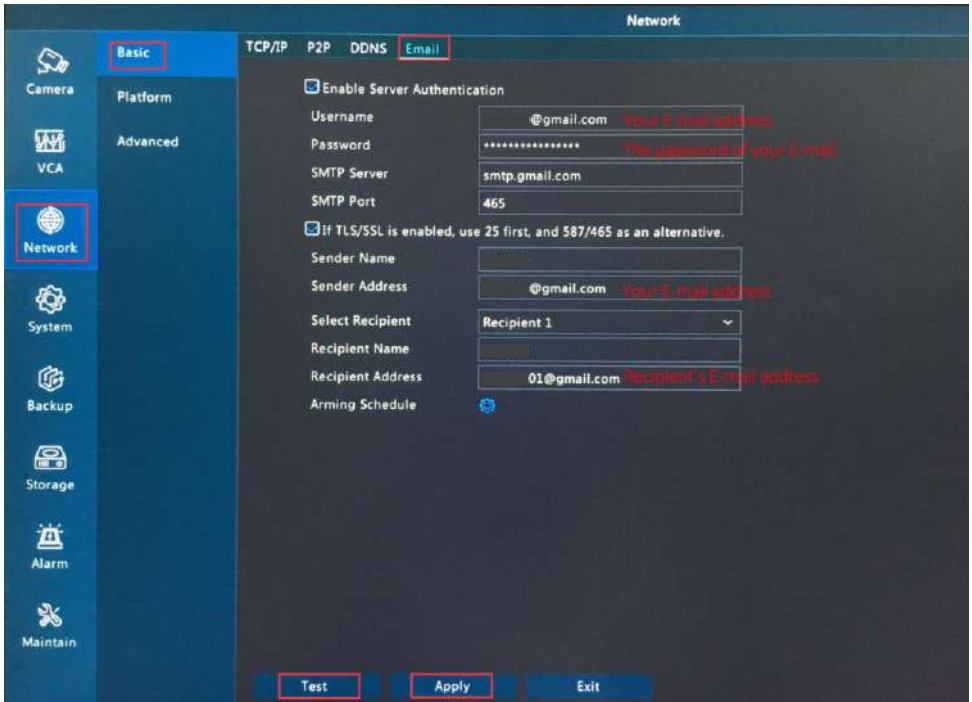 Network
Camera
VCA
Network
System
Backup
Storage
Alarm
Maintain
Basic
Platform
Advanced
TCP/IP P2P DDNS Email
Enable Server Authentication
Username @gmail.com Your E-mail address
Password **************** The password of your E-mail
SMTP Server smtp.gmail.com
SMTP Port 465
If TLS/SSL is enabled, use 25 first, and 587/465 as an alternative.
Sender Name
Sender Address @gmail.com Your E-mail address
Select Recipient Recipient 1
Recipient Name
Recipient Address 01@gmail.com Recipient's E-mail address
Arming Schedule
Test Apply Exit